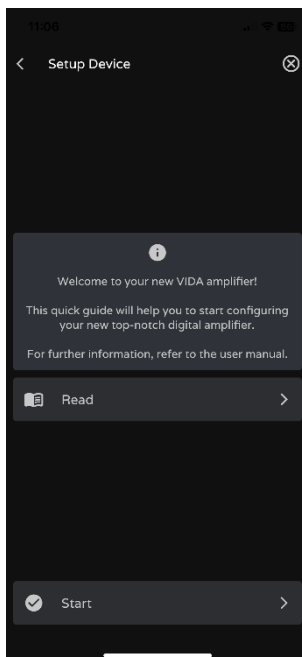 11:06
Setup Device
Welcome to your new VIDA amplifier!
This quick guide will help you to start configuring
your new top-notch digital amplifier.
For further information, refer to the user manual.
Read
Start